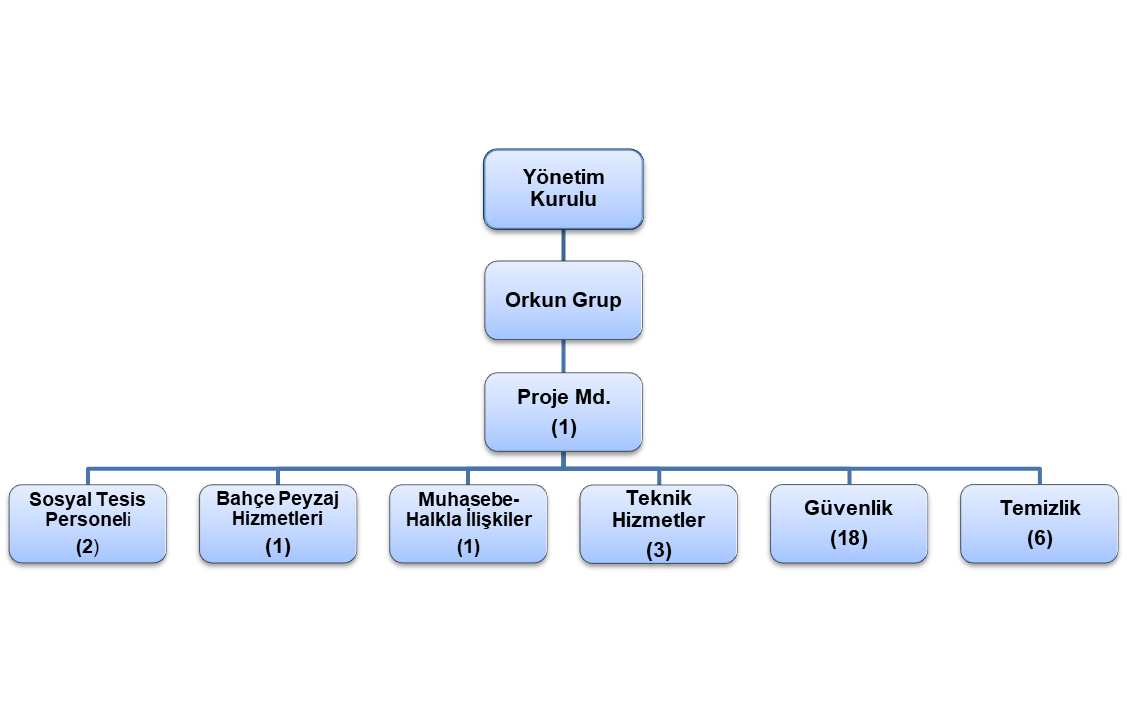 Yönetim
Kurulu
Orkun Grup
Proje Md.
(1)
Sosyal Tesis
Personeli
(2)
Bahçe Peyzaj
Hizmetleri
(1)
Muhasebe-
Halkla İlişkiler
(1)
Teknik
Hizmetler
(3)
Güvenlik
(18)
Temizlik
(6)